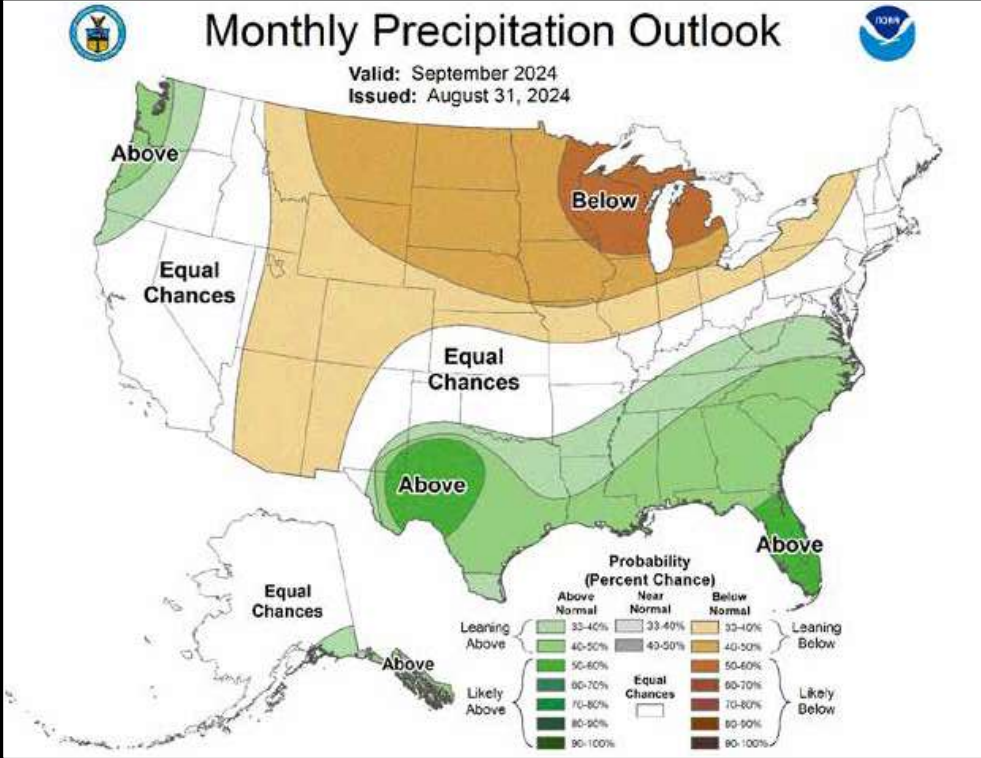 Monthly Precipitation Outlook
NOAA
Valid: September 2024
Issued: August 31, 2024
Above
Below
Equal
Chances
Equal
Chances
Above
Above
Equal
Chances
Above
Probability
(Percent Chance)
Above
Normal
Near
Normal
Below
Normal
Leaning
Above
33-40%
33-40%
33-40%
Leaning
Below
40-50%
40-50%
40-50%
Likely
Above
50-60%
50-60%
Likely
Below
60-70%
Equal
Chances
60-70%
70-80%
70-80%
80-90%
80-90%
90-100%
90-100%